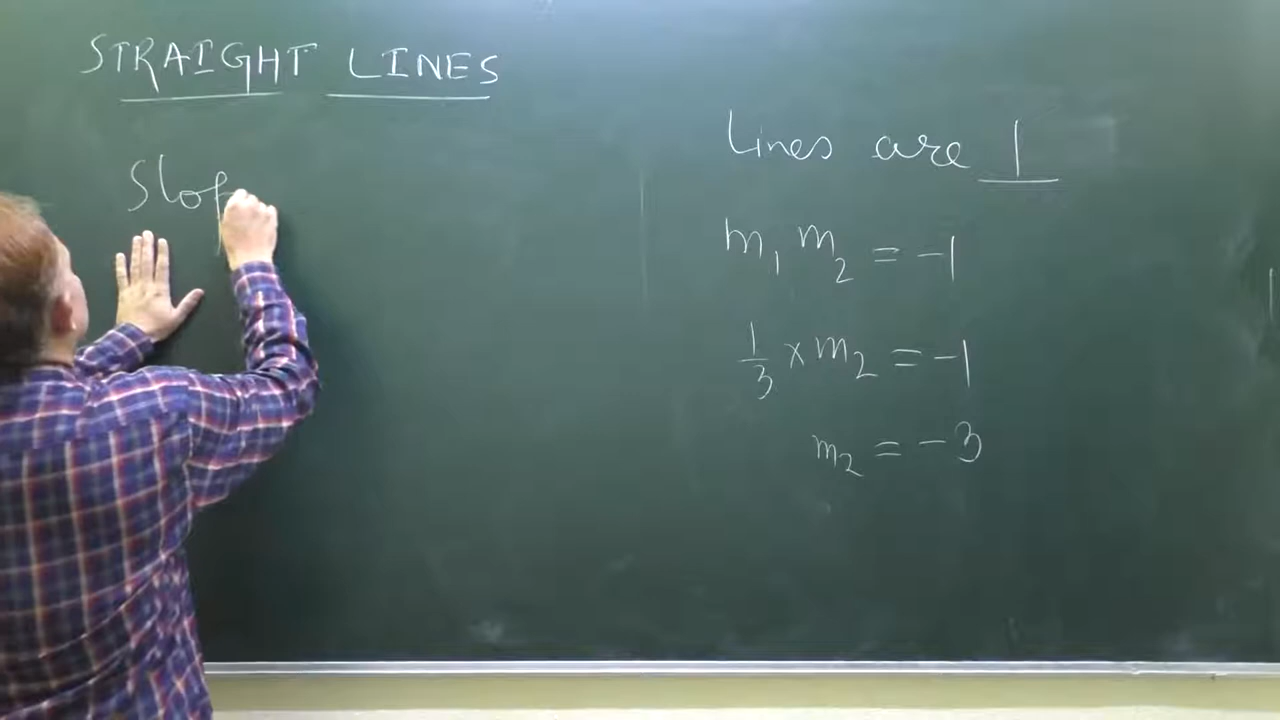 STRAIGHT LINES
Slop
Lines are ⊥
m₁ m₂ = -1
1/3 × m₂ = -1
m₂ = -3